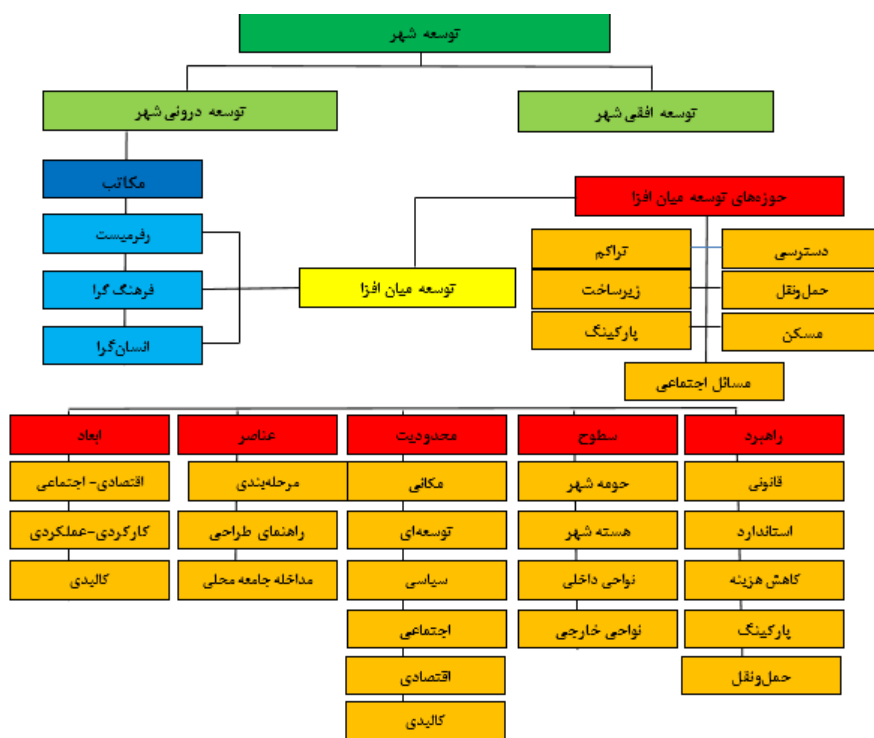 توسعه شهر
توسعه افقی شهر
توسعه درونی شهر
مکاتب
رفرمیست
فرهنگ گرا
انسان‌گرا
توسعه میان افزا
حوزه‌های توسعه میان افزا
دسترسی
تراکم
حمل‌ونقل
زیرساخت
مسکن
پارکینگ
مسائل اجتماعی
راهبرد
قانونی
استاندارد
کاهش هزینه
پارکینگ
حمل‌ونقل
سطوح
حومه شهر
هسته شهر
نواحی داخلی
نواحی خارجی
محدودیت
مکانی
توسعه‌ای
سیاسی
اجتماعی
اقتصادی
کالبدی
عناصر
مرحله‌بندی
راهنمای طراحی
مداخله جامعه محلی
ابعاد
اقتصادی- اجتماعی
کارکردی-عملکردی
کالبدی